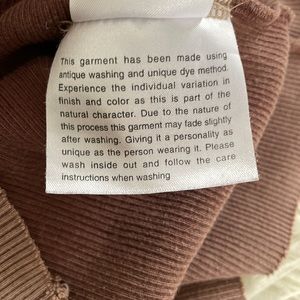 This garment has been made using
antique washing and unique dye method.
Experience the individual variation in
finish and color as this is part of the
natural character. Due to the nature of
this process this garment may fade slightly
after washing. Giving it a personality as
unique as the person wearing it. Please
wash inside out and follow the care
instructions when washing